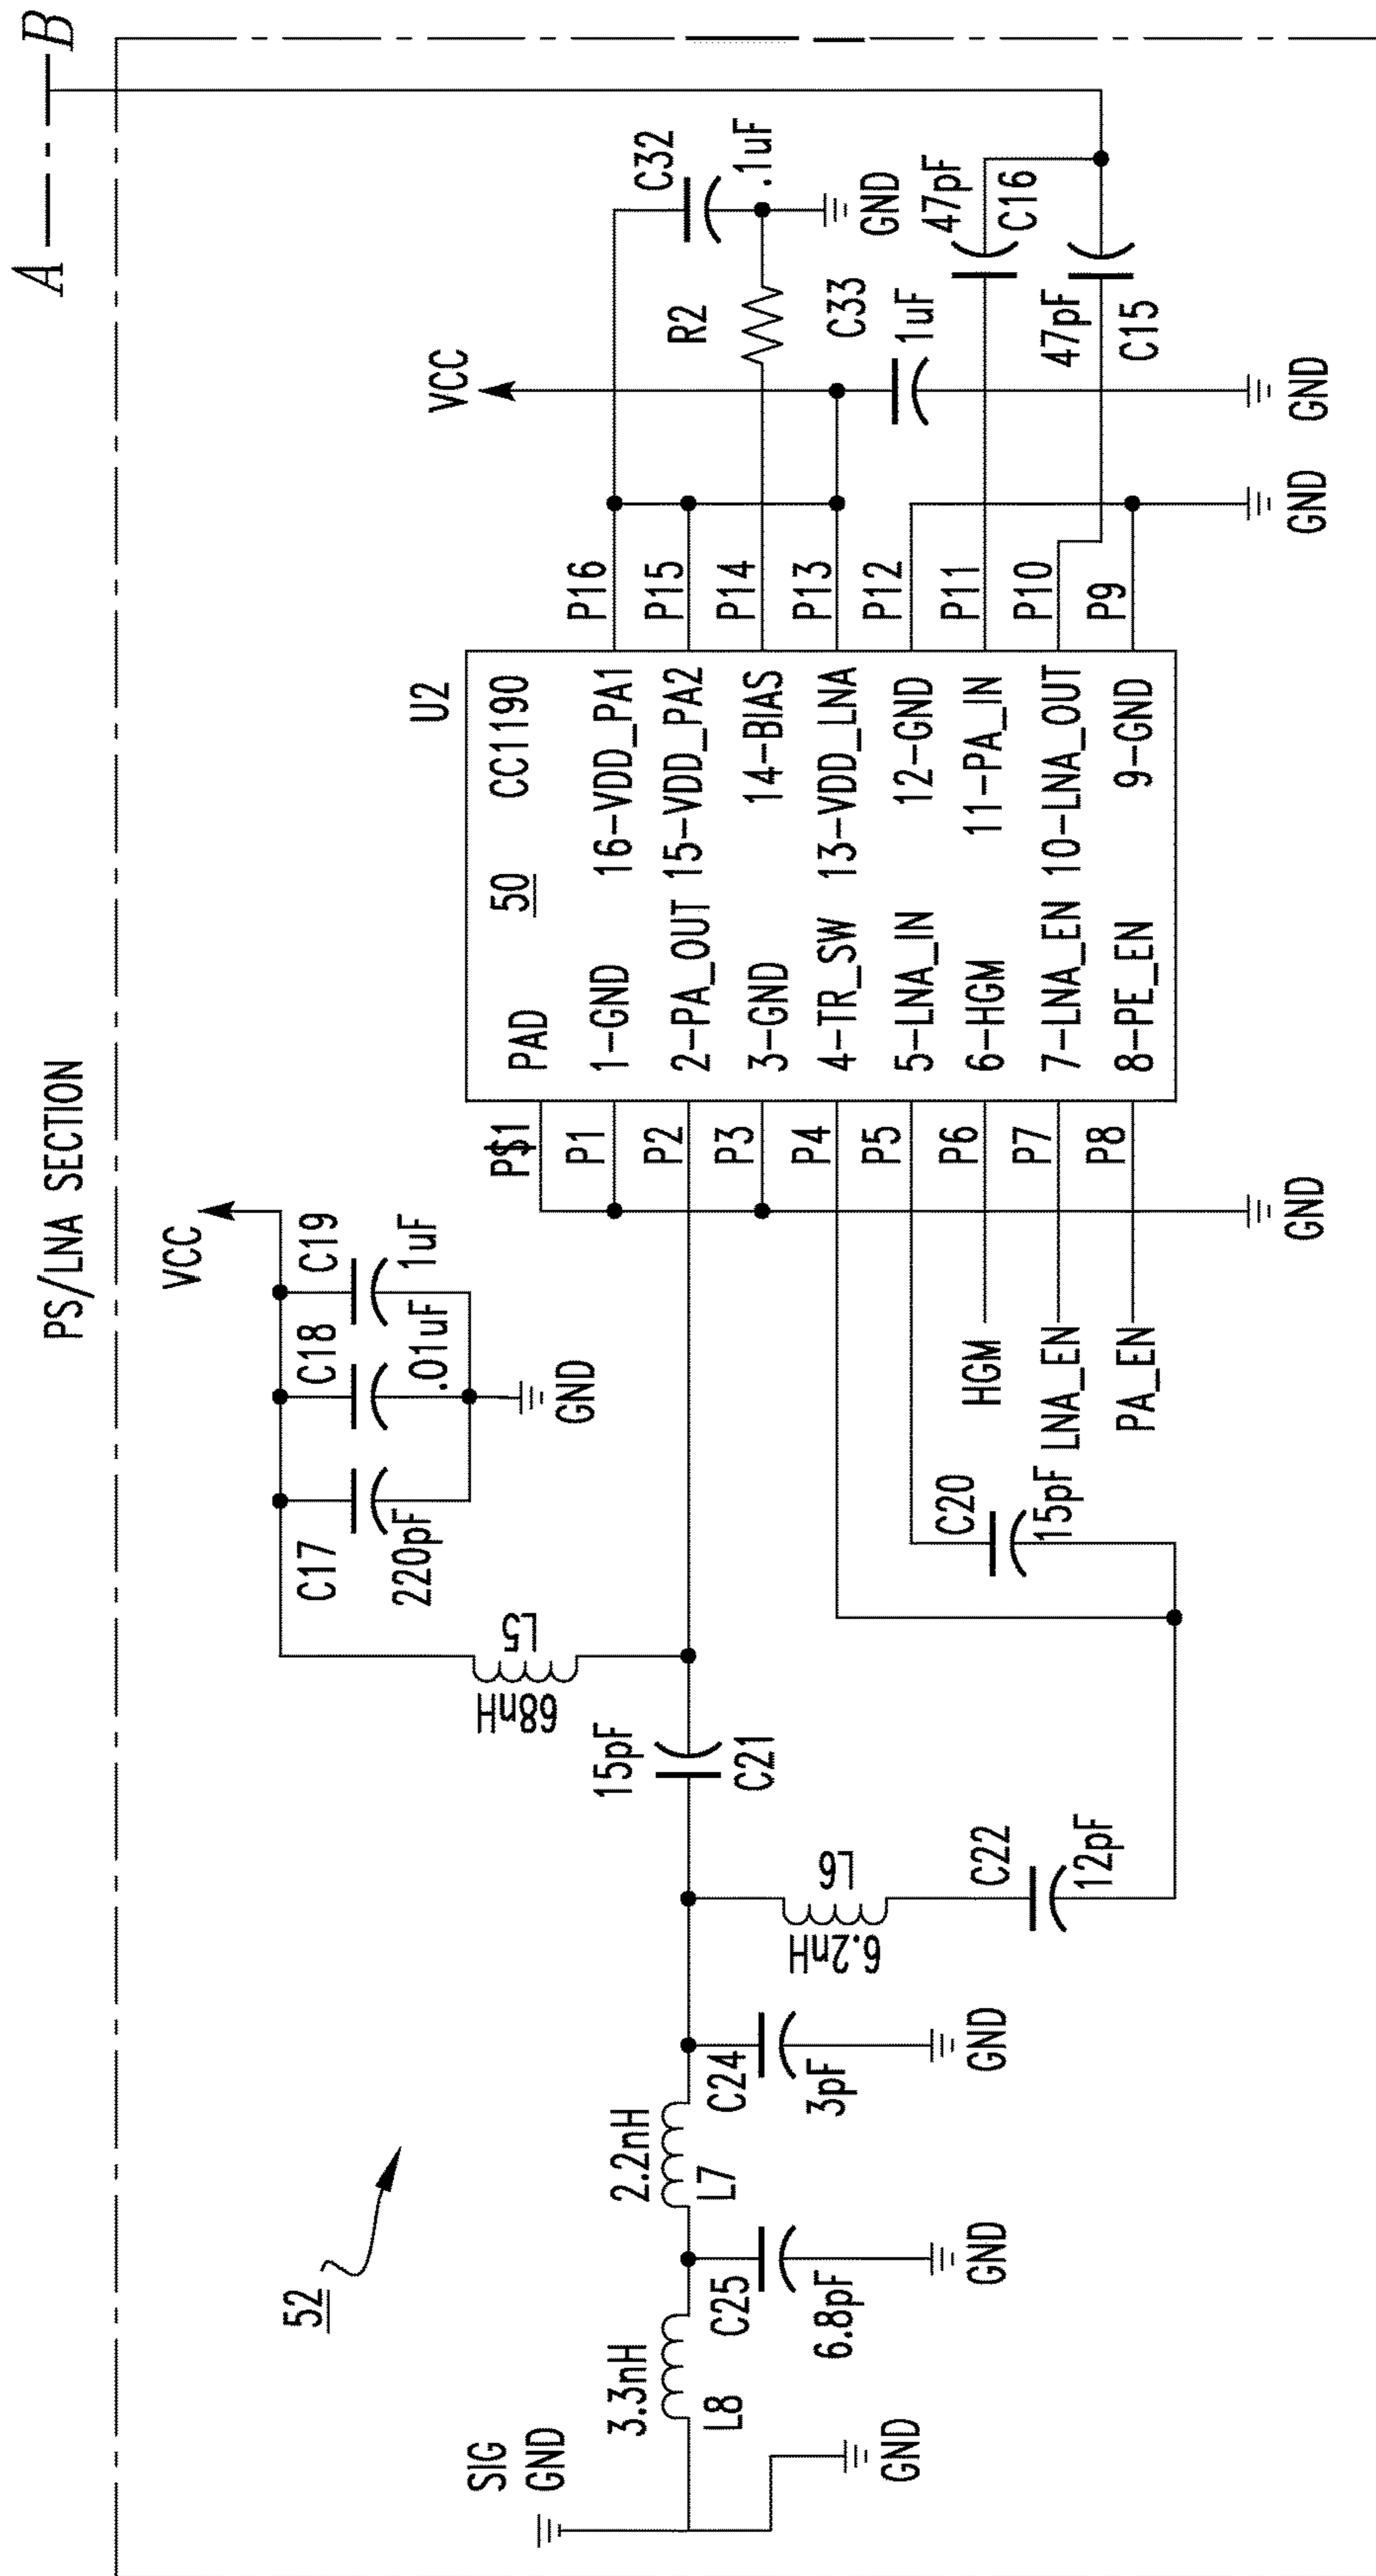 PS/LNA SECTION
A
B
52
SIG
GND
GND
3.3nH
L8
C25
6.8pF
GND
2.2nH
L7
C24
3pF
GND
L6
6.2nH
C22
12pF
15pF
C21
L5
68nH
C17
220pF
C18
.01uF
C19
1uF
GND
VCC
C20
15pF
HGM
LNA_EN
PA_EN
GND
P$1
P1
P2
P3
P4
P5
P6
P7
P8
U2
50
CC1190
PAD
1-GND
16-VDD_PA1
2-PA_OUT
15-VDD_PA2
3-GND
14-BIAS
4-TR_SW
13-VDD_LNA
5-LNA_IN
12-GND
6-HGM
11-PA_IN
7-LNA_EN
10-LNA_OUT
8-PE_EN
9-GND
P16
P15
P14
P13
P12
P11
P10
P9
GND
VCC
R2
C32
.1uF
GND
C33
1uF
GND
47pF
C16
47pF
C15